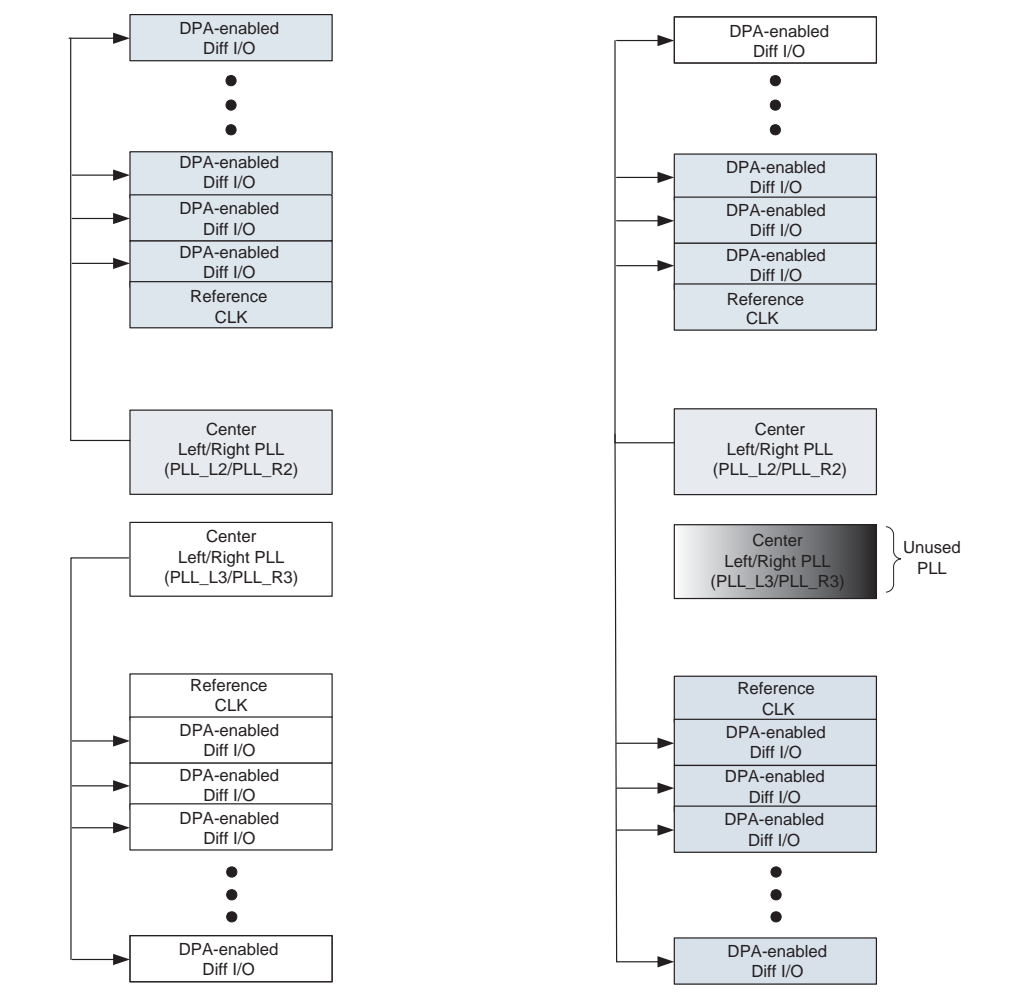 DPA-enabled
Diff I/O
DPA-enabled
Diff I/O
DPA-enabled
Diff I/O
DPA-enabled
Diff I/O
Reference
CLK
Center
Left/Right PLL
(PLL_L2/PLL_R2)
Center
Left/Right PLL
(PLL_L3/PLL_R3)
Reference
CLK
DPA-enabled
Diff I/O
DPA-enabled
Diff I/O
DPA-enabled
Diff I/O
DPA-enabled
Diff I/O
DPA-enabled
Diff I/O
DPA-enabled
Diff I/O
DPA-enabled
Diff I/O
DPA-enabled
Diff I/O
Reference
CLK
Center
Left/Right PLL
(PLL_L2/PLL_R2)
Center
Left/Right PLL
(PLL_L3/PLL_R3)
Unused
PLL
Reference
CLK
DPA-enabled
Diff I/O
DPA-enabled
Diff I/O
DPA-enabled
Diff I/O
DPA-enabled
Diff I/O